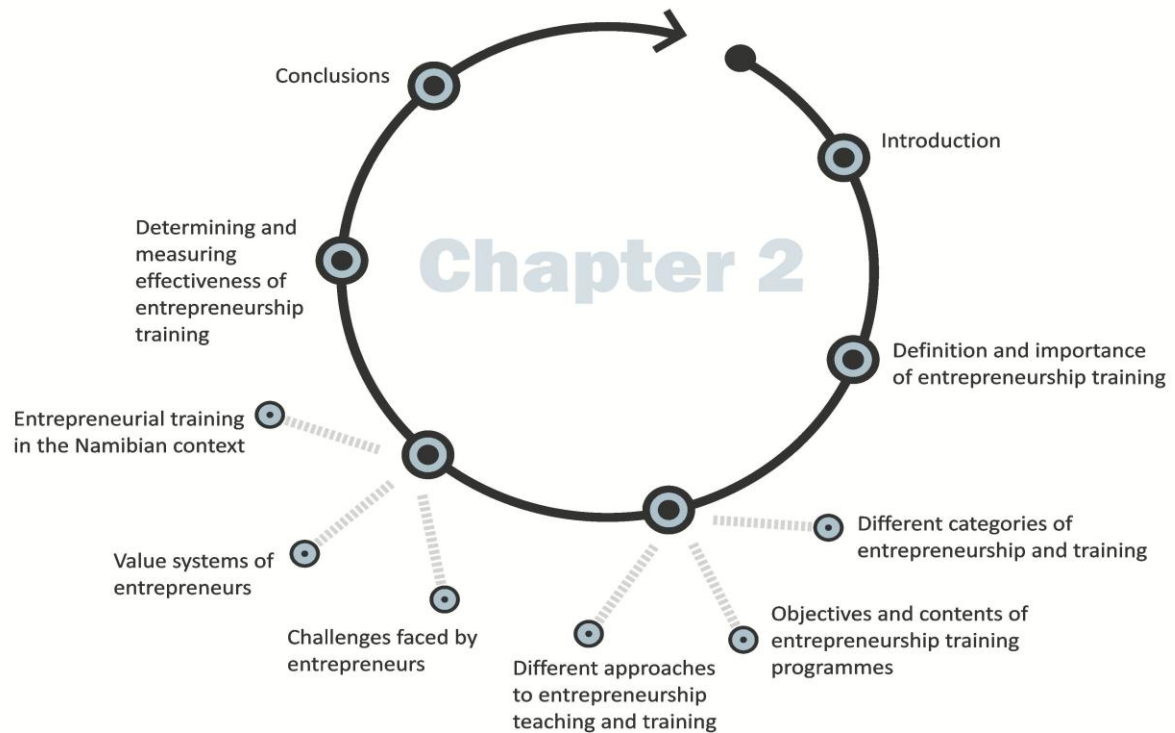 Chapter 2
Introduction
Definition and importance
of entrepreneurship training
Different categories of
entrepreneurship and training
Objectives and contents of
entrepreneurship training
programmes
Different approaches
to entrepreneurship
teaching and training
Challenges faced by
entrepreneurs
Value systems of
entrepreneurs
Entrepreneurial training
in the Namibian context
Determining and
measuring
effectiveness of
entrepreneurship
training
Conclusions